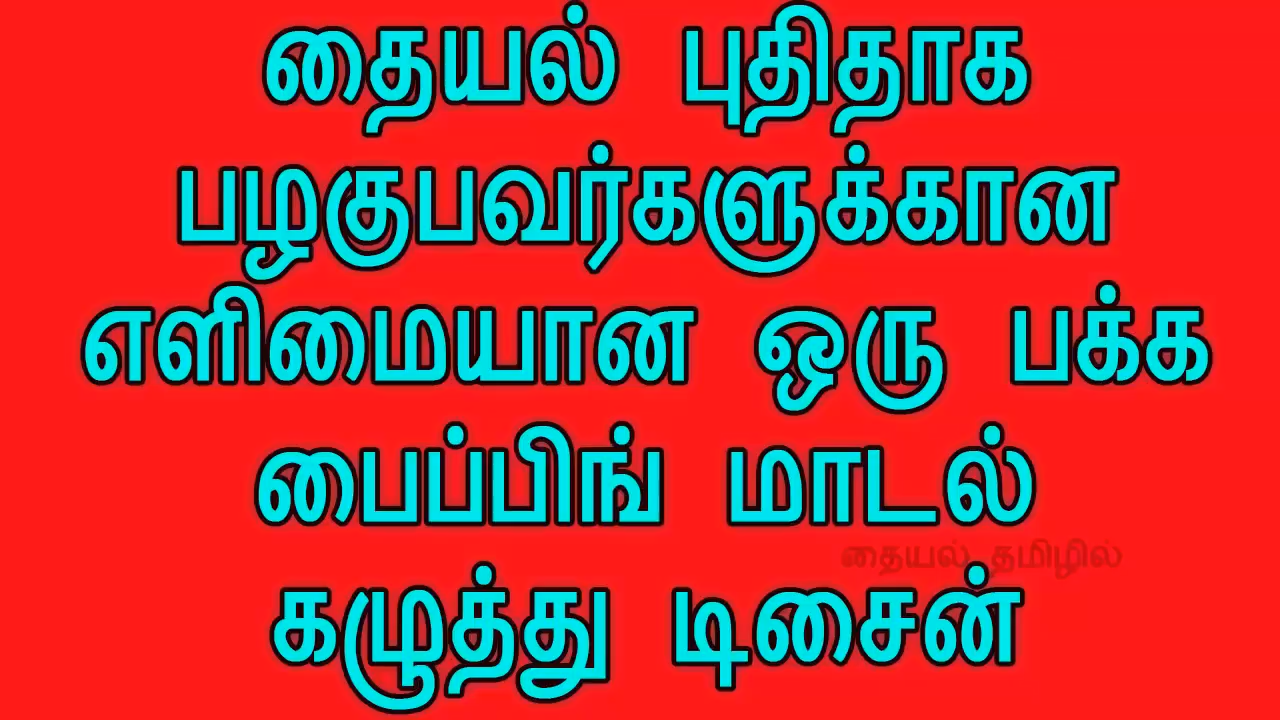 தையல் புதிதாக
பழகுபவர்களுக்கான
எளிமையான ஒரு பக்க
பைப்பிங் மாடல்
தையல் தமிழில்
கழுத்து டிசைன்